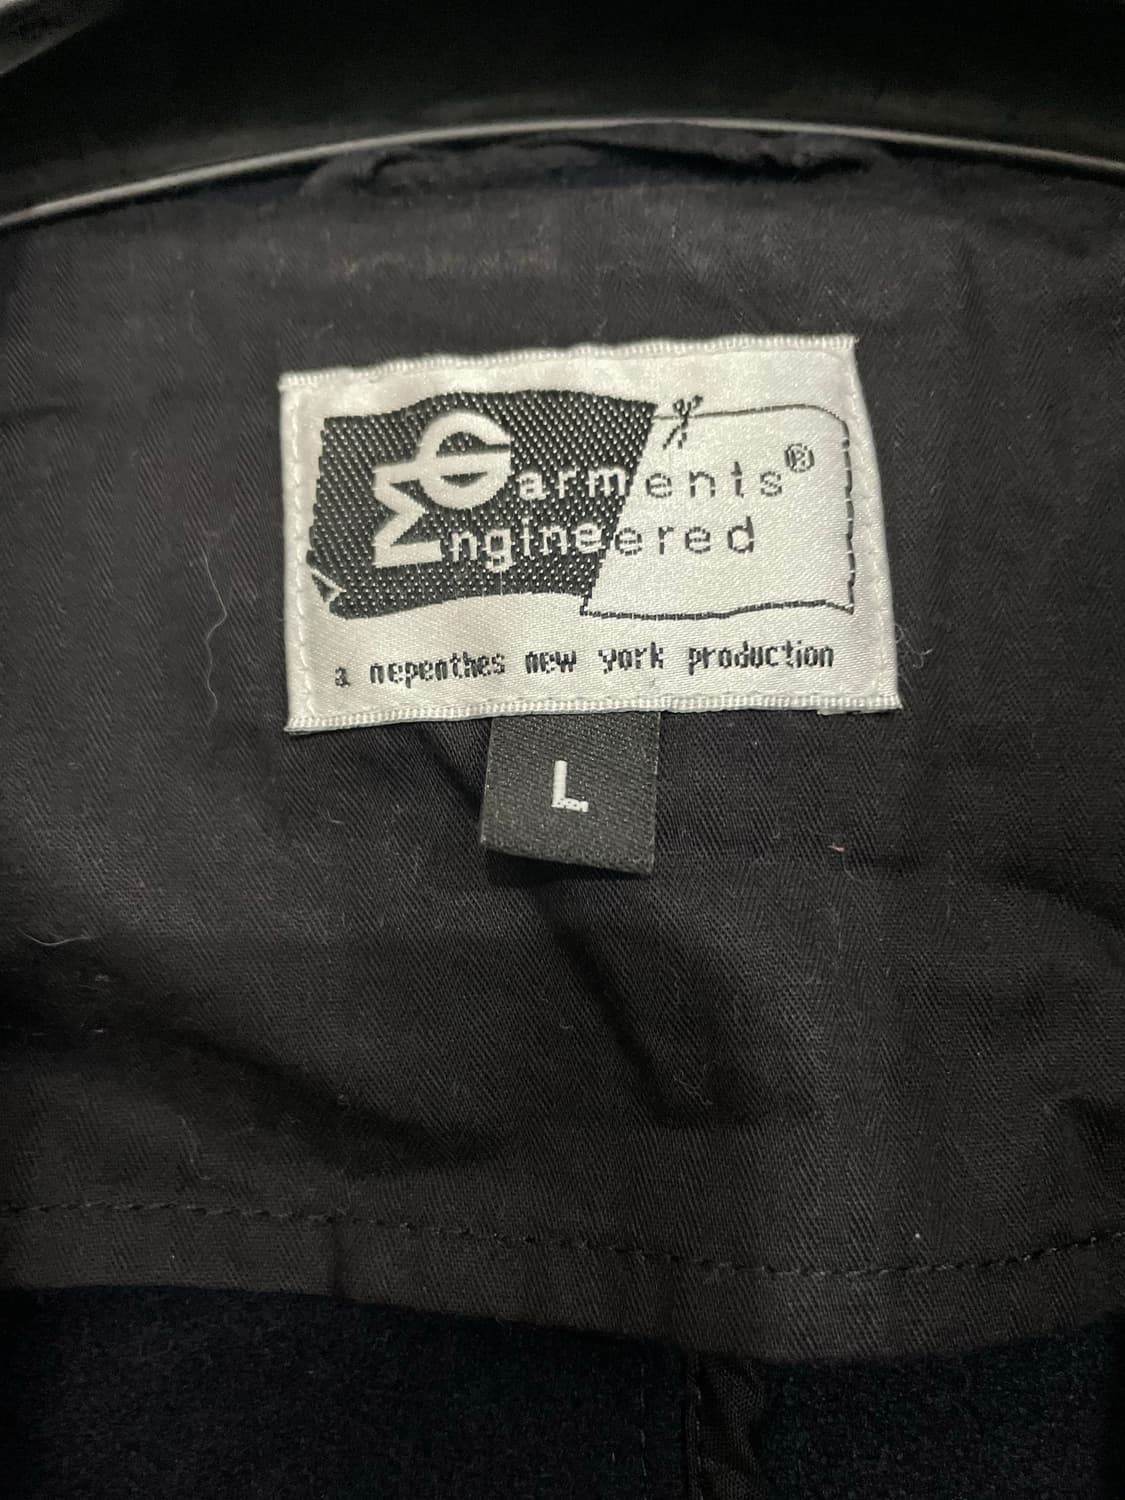 Garments®
Engineered
a nepenthes new york production
L